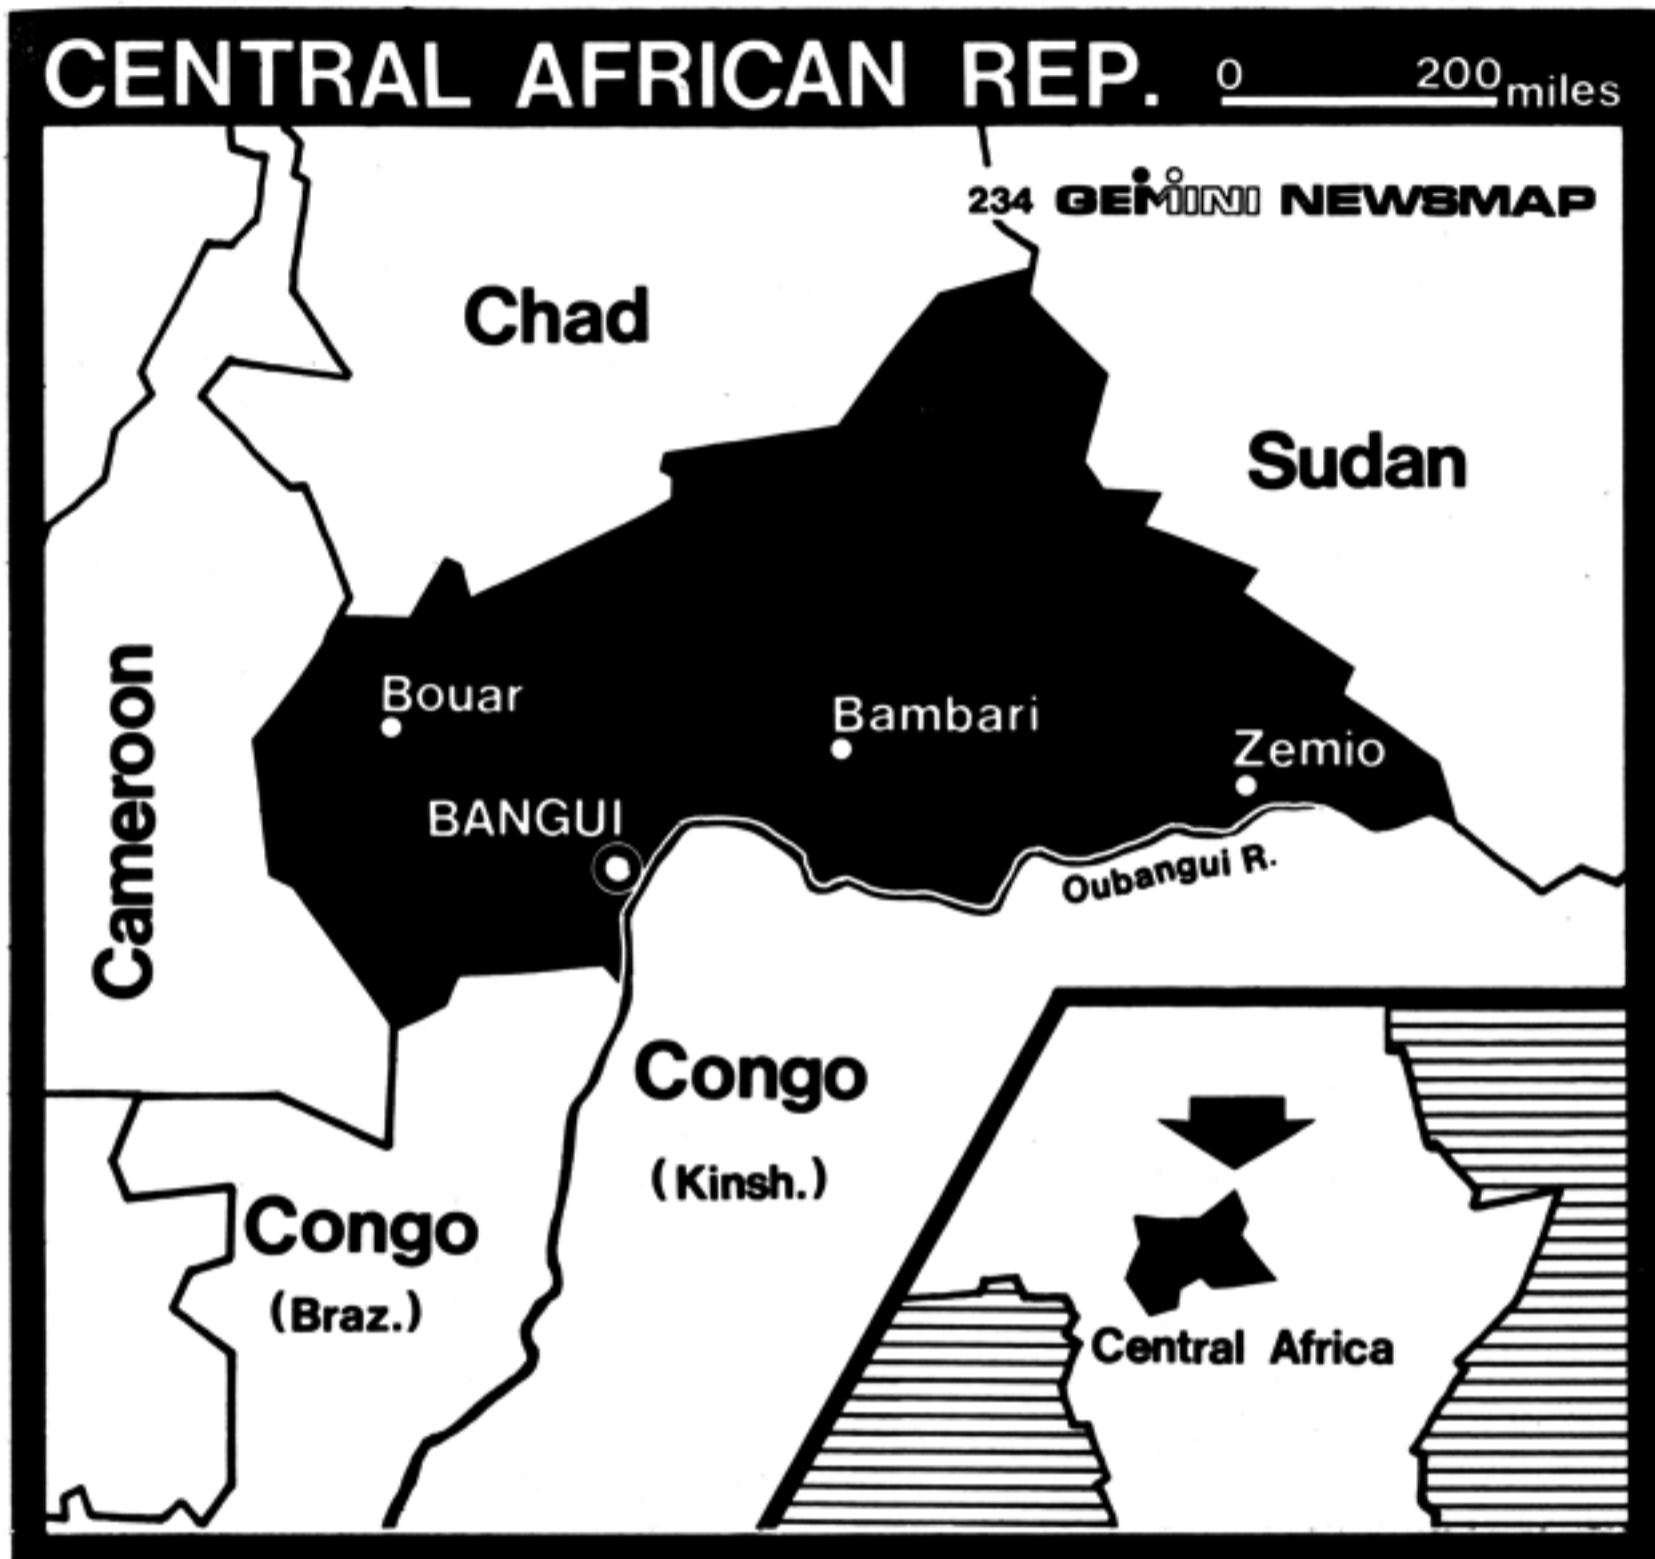 CENTRAL AFRICAN REP.
0 200 miles
234 GEMINI NEWSMAP
Chad
Sudan
Cameroon
Bouar
Bambari
Zemio
BANGUI
Oubangui R.
Congo
(Kinsh.)
Congo
(Braz.)
Central Africa